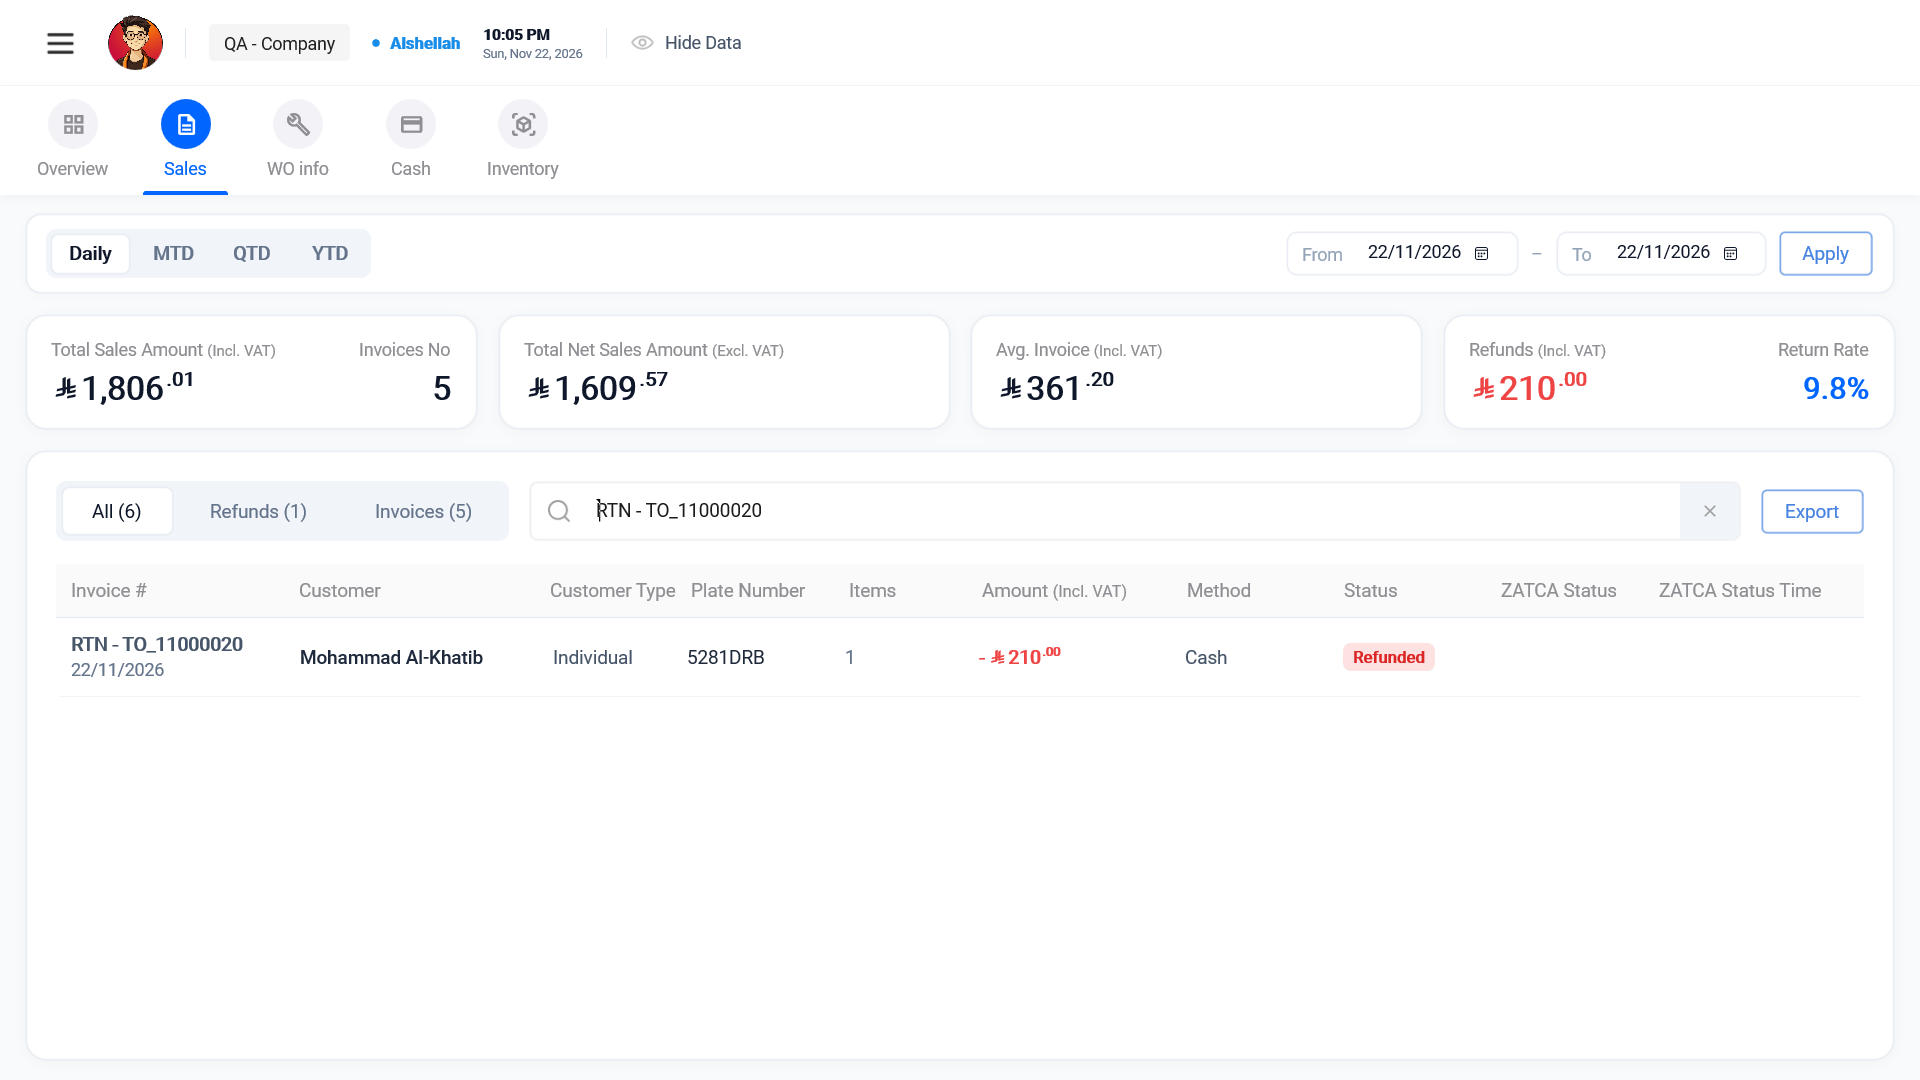 QA - Company
Alshellah
10:05 PM
Sun, Nov 22, 2026
Hide Data
Overview
Sales
WO info
Cash
Inventory
Daily
MTD
QTD
YTD
From 22/11/2026
–
To 22/11/2026
Apply
Total Sales Amount (Incl. VAT)
Invoices No
1,806.01
5
Total Net Sales Amount (Excl. VAT)
1,609.57
Avg. Invoice (Incl. VAT)
361.20
Refunds (Incl. VAT)
Return Rate
210.00
9.8%
All (6)
Refunds (1)
Invoices (5)
RTN - TO_11000020
Export
Invoice # Customer Customer Type Plate Number Items Amount (Incl. VAT) Method Status ZATCA Status ZATCA Status Time
RTN - TO_11000020
22/11/2026
Mohammad Al-Khatib Individual 5281DRB 1 - 210.00 Cash Refunded